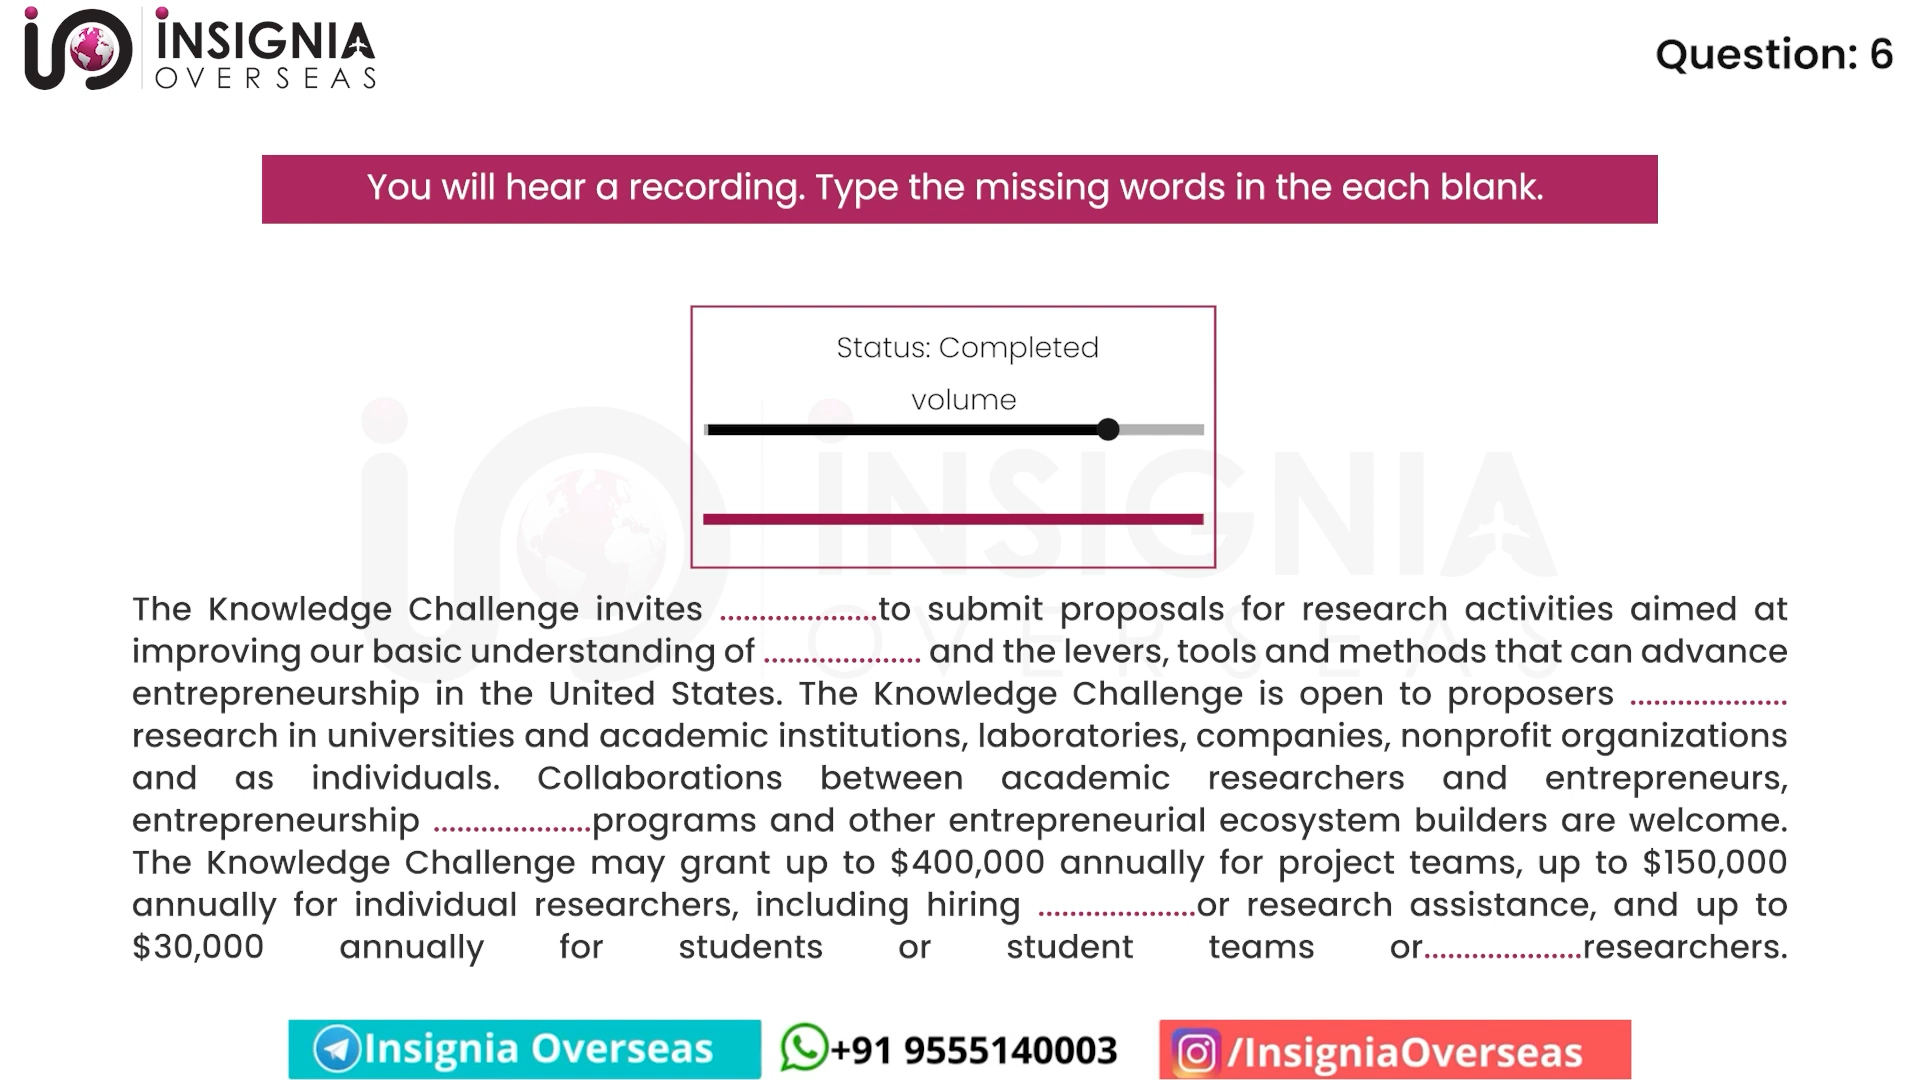 INSIGNIA
OVERSEAS
Question: 6
You will hear a recording. Type the missing words in the each blank.
Status: Completed
volume
The Knowledge Challenge invites ....................to submit proposals for research activities aimed at
improving our basic understanding of .................... and the levers, tools and methods that can advance
entrepreneurship in the United States. The Knowledge Challenge is open to proposers ....................
research in universities and academic institutions, laboratories, companies, nonprofit organizations
and as individuals. Collaborations between academic researchers and entrepreneurs,
entrepreneurship ....................programs and other entrepreneurial ecosystem builders are welcome.
The Knowledge Challenge may grant up to $400,000 annually for project teams, up to $150,000
annually for individual researchers, including hiring ....................or research assistance, and up to
$30,000 annually for students or student teams or....................researchers.
Insignia Overseas
+91 9555140003
/InsigniaOverseas